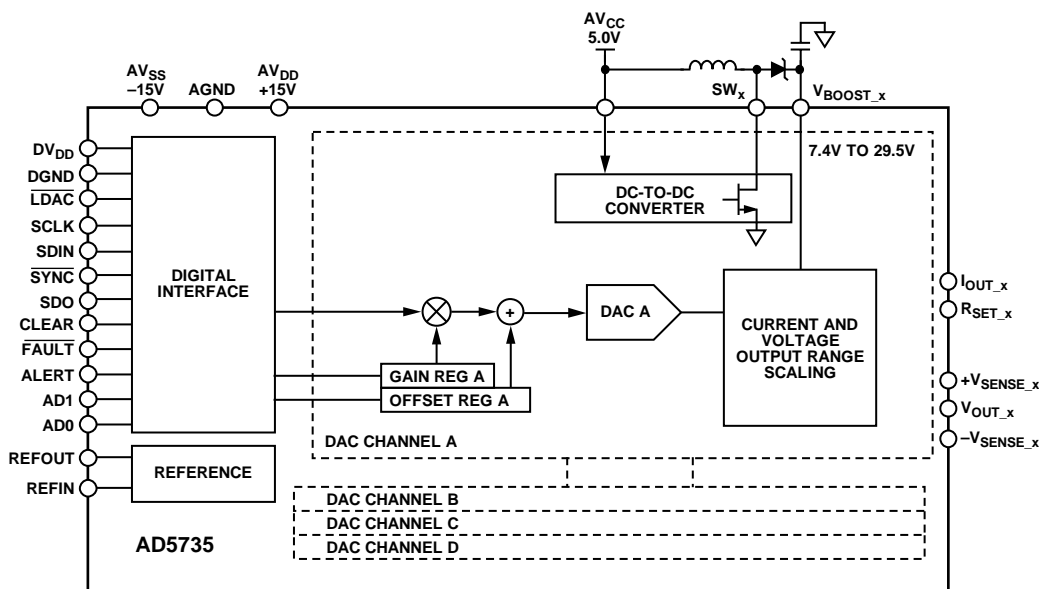 AVCC
5.0V
AVSS
–15V
AGND
AVDD
+15V
SWx
VBOOST_x
7.4V TO 29.5V
DVDD
DGND
LDAC
SCLK
SDIN
SYNC
SDO
CLEAR
FAULT
ALERT
AD1
AD0
REFOUT
REFIN
DIGITAL
INTERFACE
REFERENCE
DC-TO-DC
CONVERTER
+
DAC A
GAIN REG A
OFFSET REG A
CURRENT AND
VOLTAGE
OUTPUT RANGE
SCALING
IOUT_x
RSET_x
+VSENSE_x
VOUT_x
–VSENSE_x
DAC CHANNEL A
DAC CHANNEL B
DAC CHANNEL C
DAC CHANNEL D
AD5735